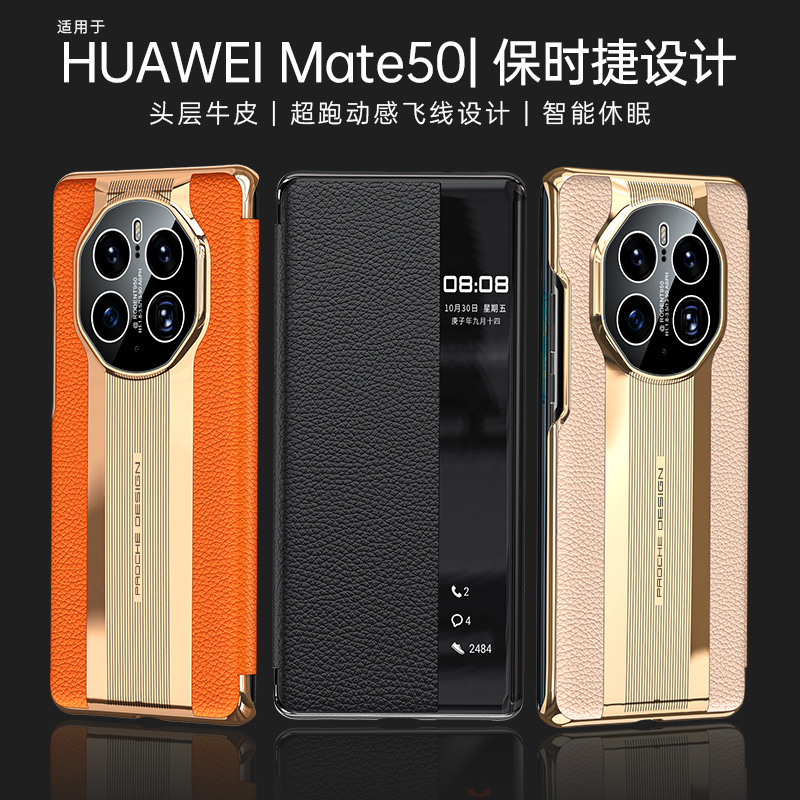 适用于
HUAWEI Mate50| 保时捷设计
头层牛皮 | 超跑动感飞线设计 | 智能休眠
08:08
10月30日 星期五
庚子年九月十四
2
4
2484
PAOCHE DESIGN
PAOCHE DESIGN